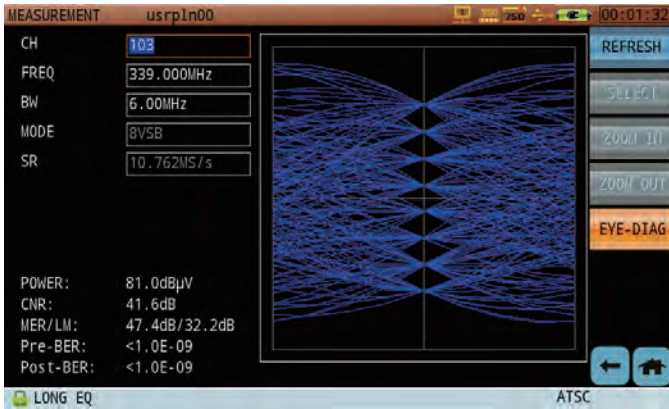 MEASUREMENT usrpln00 750 00:01:32
CH 103
FREQ 339.000MHz
BW 6.00MHz
MODE 8VSB
SR 10.762MS/s
POWER: 81.0dBμV
CNR: 41.6dB
MER/LM: 47.4dB/32.2dB
Pre-BER: <1.0E-09
Post-BER: <1.0E-09
REFRESH
SELECT
ZOOM IN
ZOOM OUT
EYE-DIAG
LONG EQ ATSC